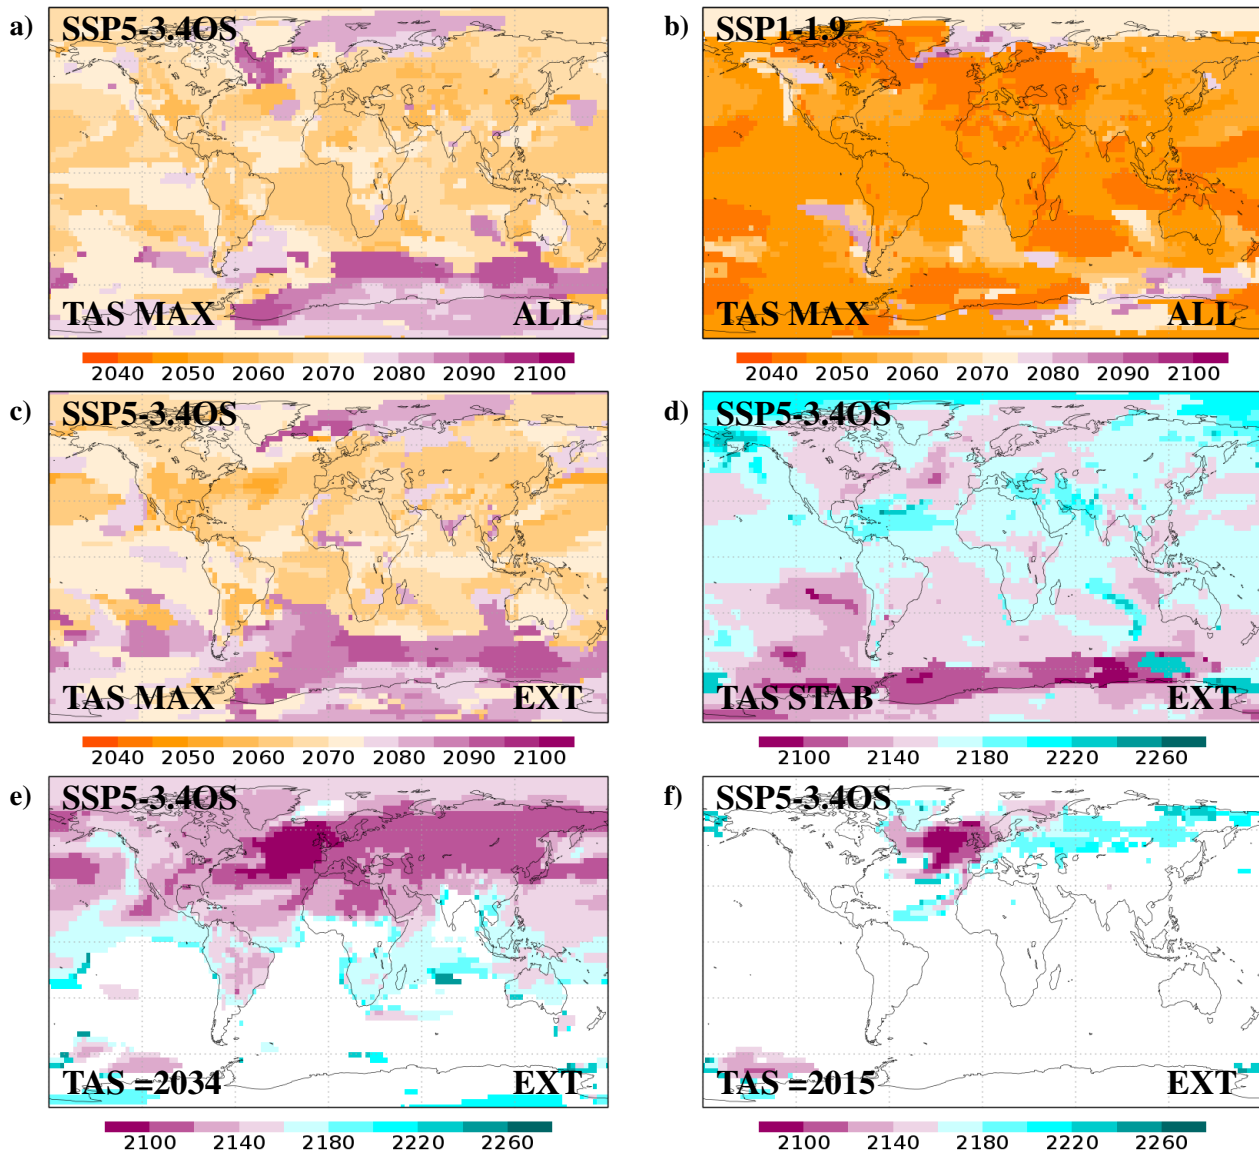 a) SSP5-3.4OS
TAS MAX ALL
2040 2050 2060 2070 2080 2090 2100
b) SSP1-1.9
TAS MAX ALL
2040 2050 2060 2070 2080 2090 2100
c) SSP5-3.4OS
TAS MAX EXT
2040 2050 2060 2070 2080 2090 2100
d) SSP5-3.4OS
TAS STAB EXT
2100 2140 2180 2220 2260
e) SSP5-3.4OS
TAS =2034 EXT
2100 2140 2180 2220 2260
f) SSP5-3.4OS
TAS =2015 EXT
2100 2140 2180 2220 2260